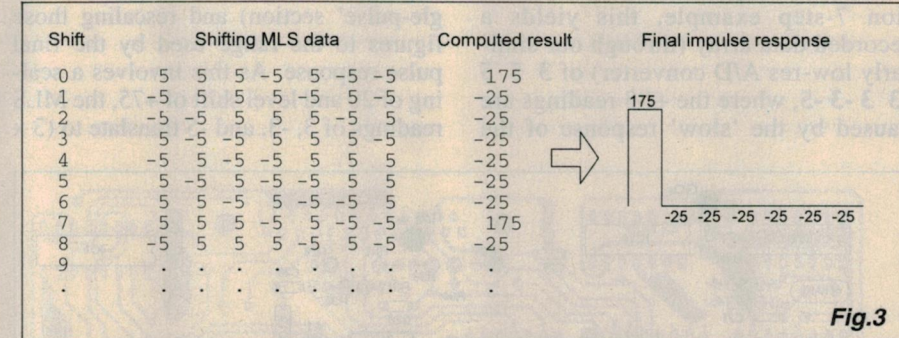 Shift Shifting MLS data Computed result Final impulse response
0 5 5 5 -5 5 -5 -5 175
1 -5 5 5 5 -5 5 -5 -25
2 -5 -5 5 5 5 -5 5 -25
3 5 -5 -5 5 5 5 -5 -25
4 -5 5 -5 -5 5 5 5 -25
5 5 -5 5 -5 -5 5 5 -25
6 5 5 -5 5 -5 -5 5 -25
7 5 5 5 -5 5 -5 -5 175
8 -5 5 5 5 -5 5 -5 -25
9 . . . . . . . .
. . . . . . . . .
175
-25 -25 -25 -25 -25 -25
Fig.3